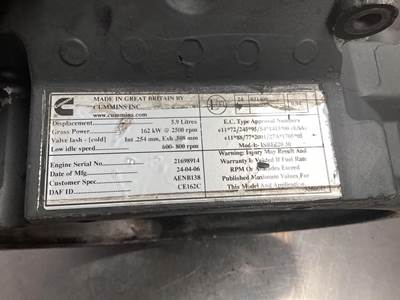 MADE IN GREAT BRITAIN BY
CUMMINS INC.
www.cummins.com
Displacement 5.9 Litres
Gross Power 162 kW @ 2500 rpm
Valve lash - [cold] Int .254 mm, Exh .508 mm
Low idle speed 600- 800 rpm
Engine Serial No 21698914
Date of Mfg. 24-04-06
Customer Spec. AENB138
DAF ID. CE162C
E.C. Type Approval Numbers
Warning: Injury May Result And
Warranty Is Voided If Fuel Rate
RPM Or Altitudes Exceed
Published Maximum Values For
This Model And Application